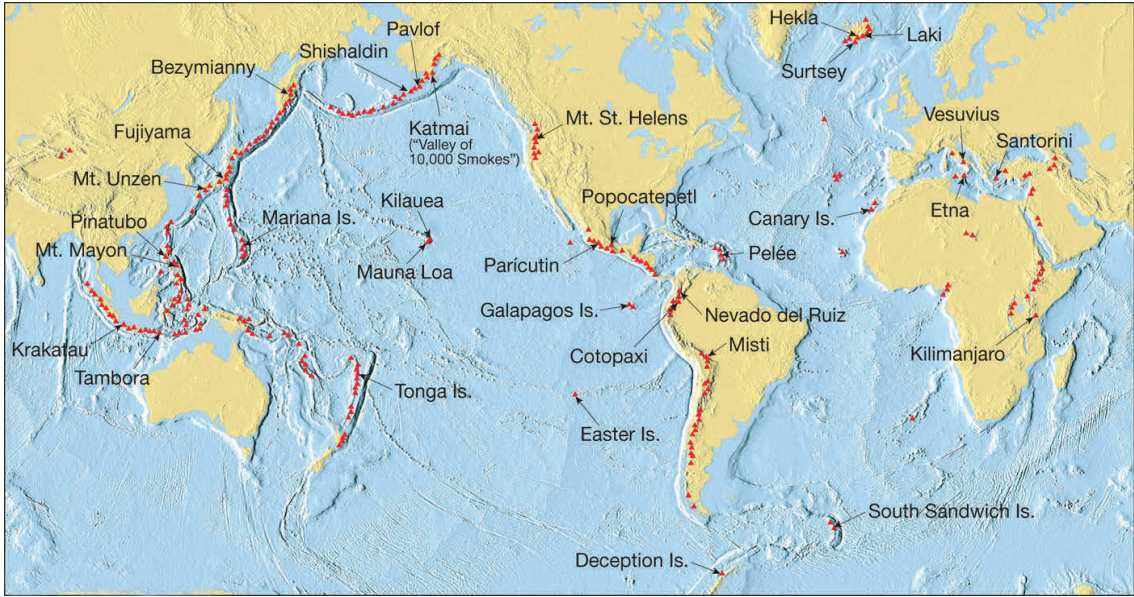 Hekla
Laki
Surtsey
Pavlof
Shishaldin
Bezymianny
Katmai
("Valley of
10,000 Smokes")
Mt. St. Helens
Vesuvius
Santorini
Fujiyama
Mt. Unzen
Popocatepetl
Etna
Pinatubo
Mariana Is.
Kilauea
Canary Is.
Mt. Mayon
Mauna Loa
Parícutin
Pelée
Galapagos Is.
Nevado del Ruiz
Krakatau
Cotopaxi
Misti
Kilimanjaro
Tambora
Tonga Is.
Easter Is.
South Sandwich Is.
Deception Is.